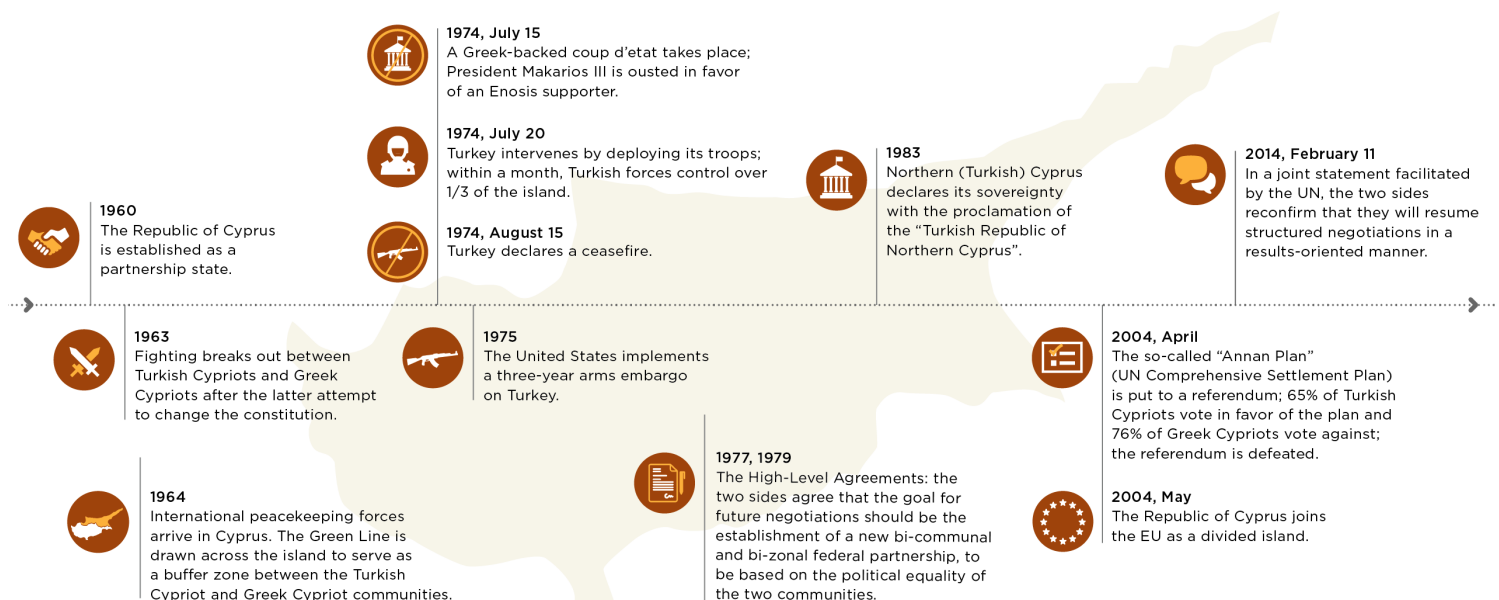 1960
The Republic of Cyprus
is established as a
partnership state.
1963
Fighting breaks out between
Turkish Cypriots and Greek
Cypriots after the latter attempt
to change the constitution.
1964
International peacekeeping forces
arrive in Cyprus. The Green Line is
drawn across the island to serve as
a buffer zone between the Turkish
Cypriot and Greek Cypriot communities.
1974, July 15
A Greek-backed coup d’etat takes place;
President Makarios III is ousted in favor
of an Enosis supporter.
1974, July 20
Turkey intervenes by deploying its troops;
within a month, Turkish forces control over
1/3 of the island.
1974, August 15
Turkey declares a ceasefire.
1975
The United States implements
a three-year arms embargo
on Turkey.
1977, 1979
The High-Level Agreements: the
two sides agree that the goal for
future negotiations should be the
establishment of a new bi-communal
and bi-zonal federal partnership, to
be based on the political equality of
the two communities.
1983
Northern (Turkish) Cyprus
declares its sovereignty
with the proclamation of
the “Turkish Republic of
Northern Cyprus”.
2004, April
The so-called “Annan Plan”
(UN Comprehensive Settlement Plan)
is put to a referendum; 65% of Turkish
Cypriots vote in favor of the plan and
76% of Greek Cypriots vote against;
the referendum is defeated.
2004, May
The Republic of Cyprus joins
the EU as a divided island.
2014, February 11
In a joint statement facilitated
by the UN, the two sides
reconfirm that they will resume
structured negotiations in a
results-oriented manner.